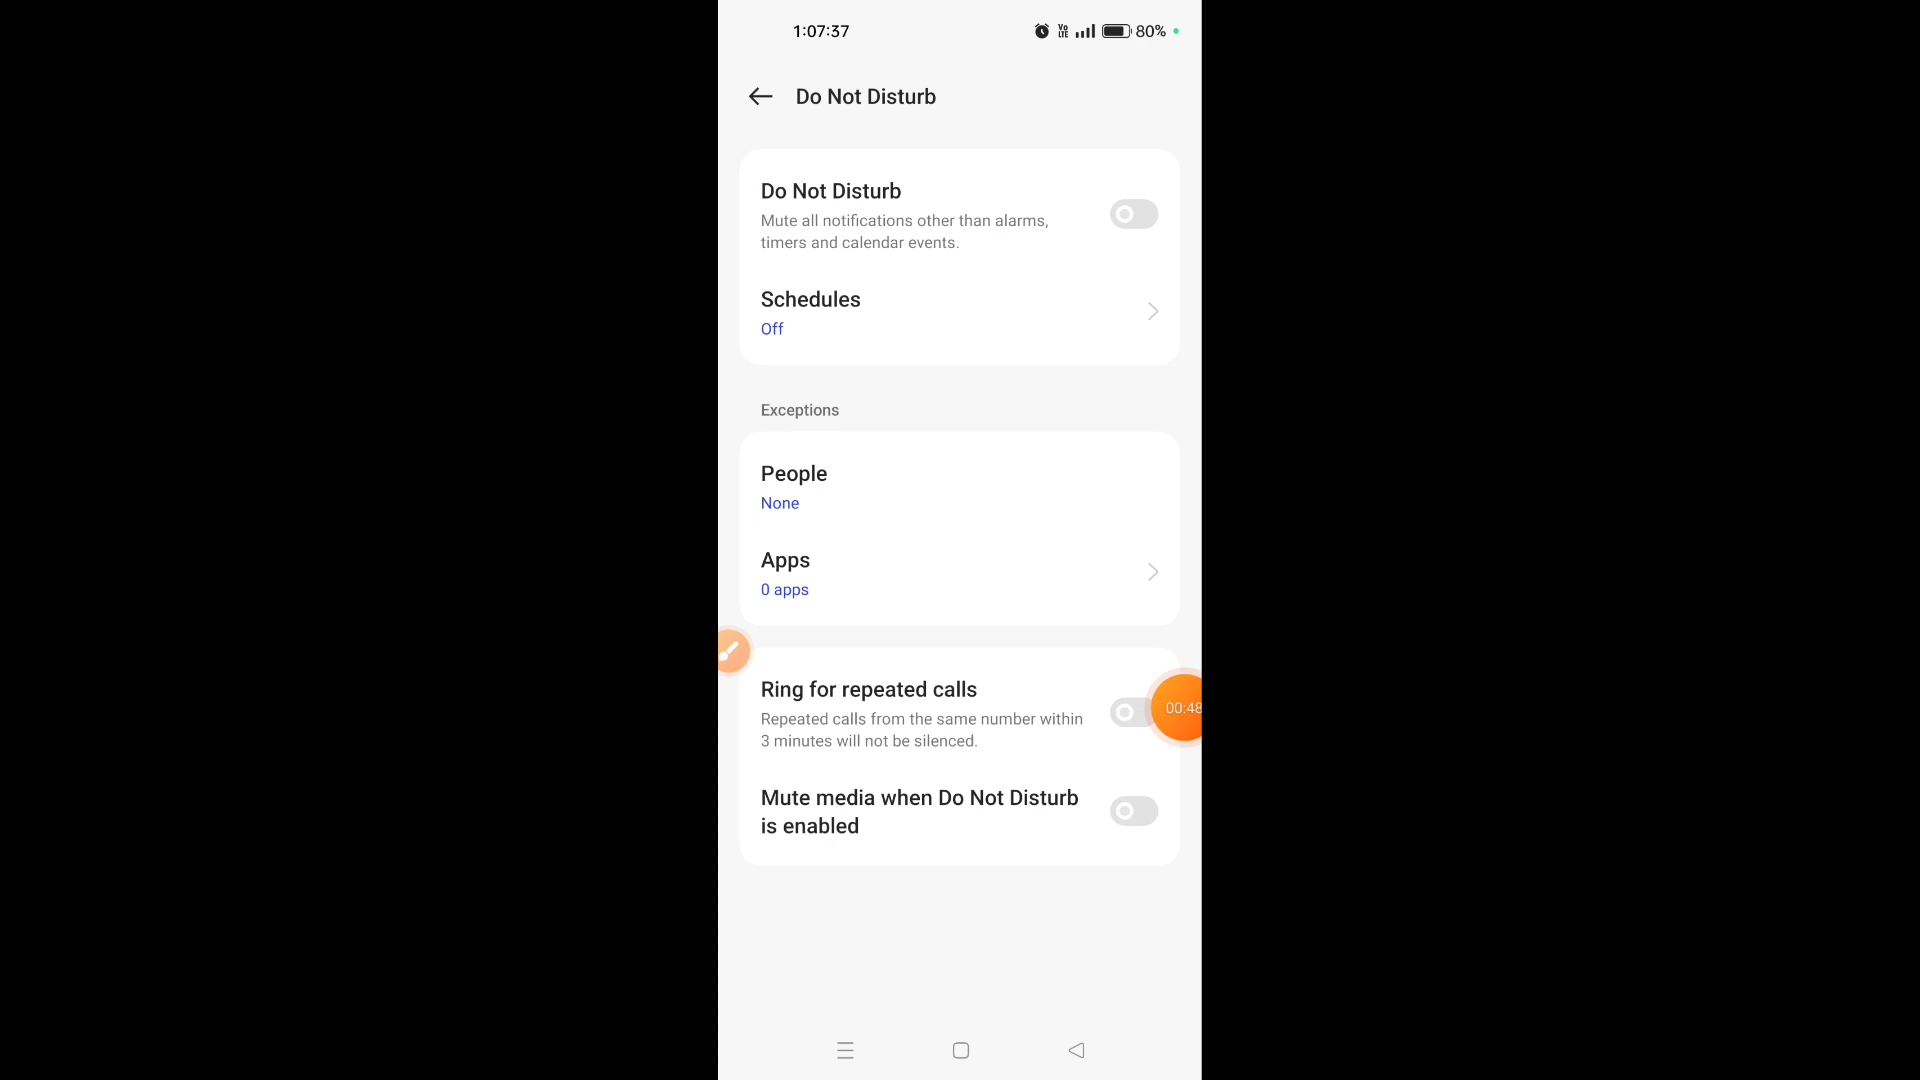 1:07:37
Vo LTE
80%
Do Not Disturb
Do Not Disturb
Mute all notifications other than alarms,
timers and calendar events.
Schedules
Off
Exceptions
People
None
Apps
0 apps
Ring for repeated calls
Repeated calls from the same number within
3 minutes will not be silenced.
00:48
Mute media when Do Not Disturb
is enabled